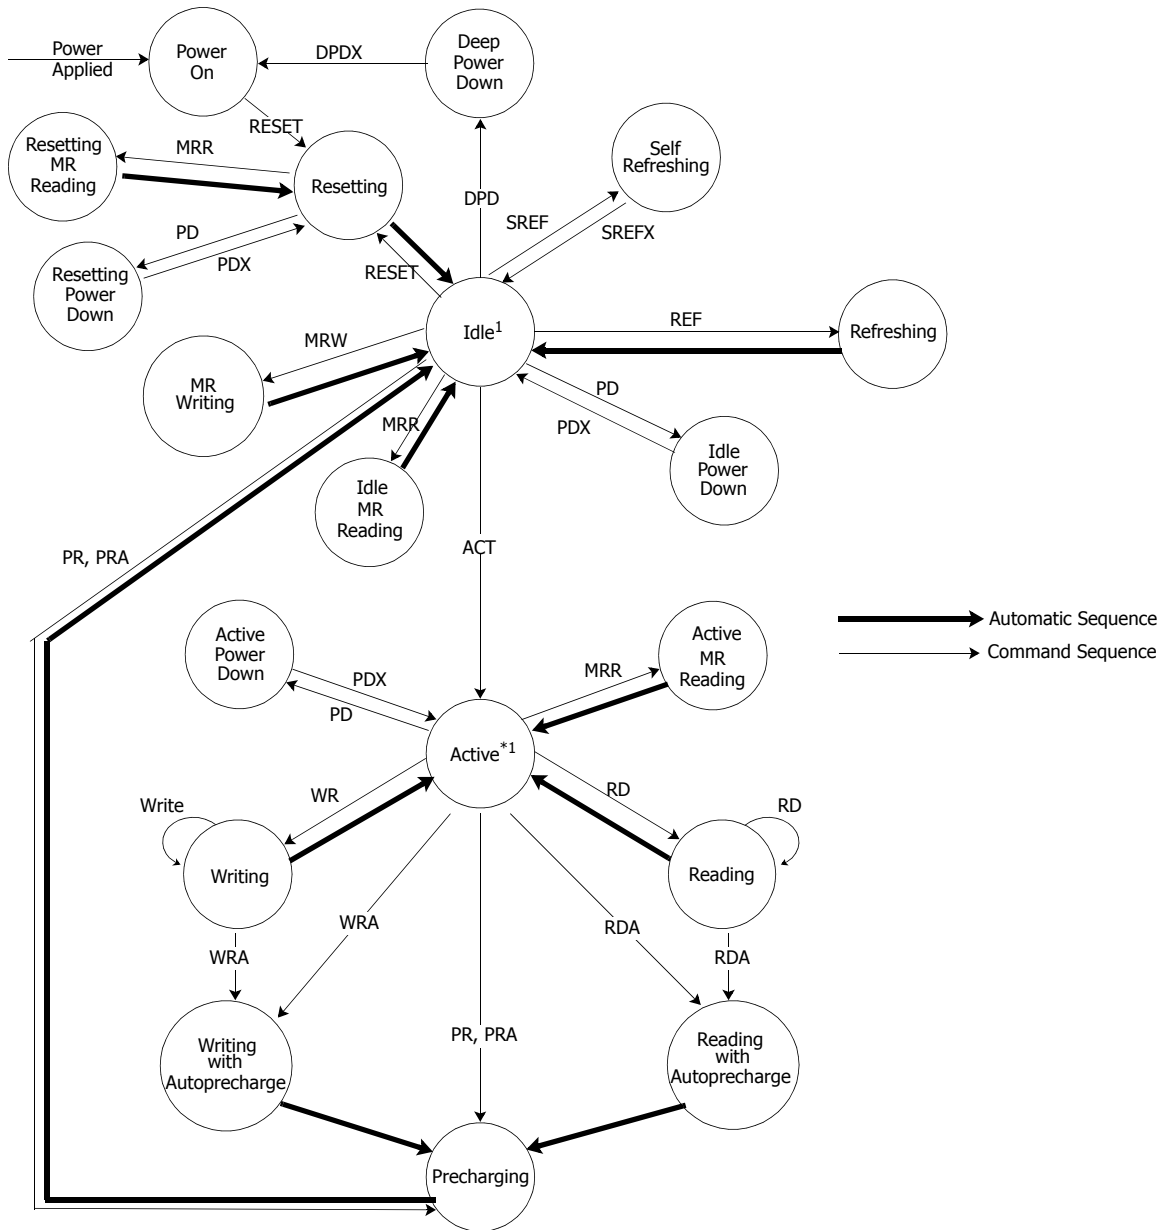 Power
Applied
Power
On
DPDX
Deep
Power
Down
RESET
Resetting
MR
Reading
MRR
Resetting
Self
Refreshing
DPD
SREF
SREFX
PD
PDX
RESET
Resetting
Power
Down
Idle1
REF
Refreshing
MRW
MR
Writing
PD
PDX
MRR
Idle
Power
Down
Idle
MR
Reading
PR, PRA
ACT
Automatic Sequence
Command Sequence
Active
Power
Down
PDX
PD
MRR
Active
MR
Reading
Active*1
WR
RD
Write
RD
Writing
Reading
WRA
WRA
RDA
RDA
PR, PRA
Writing
with
Autoprecharge
Reading
with
Autoprecharge
Precharging